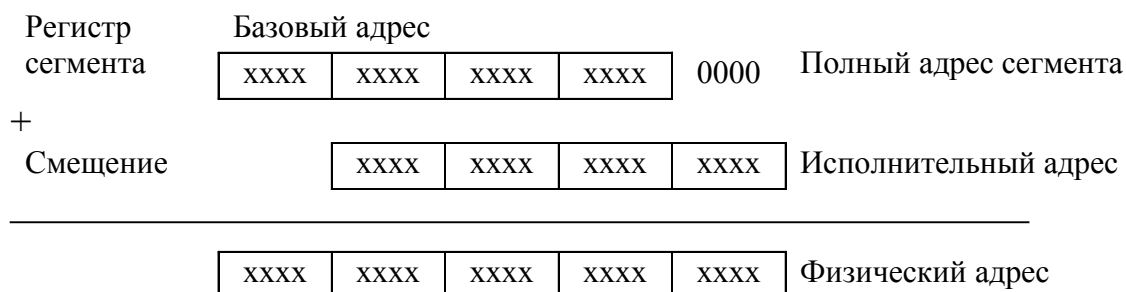 Регистр Базовый адрес
сегмента xxxx xxxx xxxx xxxx 0000 Полный адрес сегмента
+
Смещение xxxx xxxx xxxx xxxx Исполнительный адрес
xxxx xxxx xxxx xxxx xxxx Физический адрес